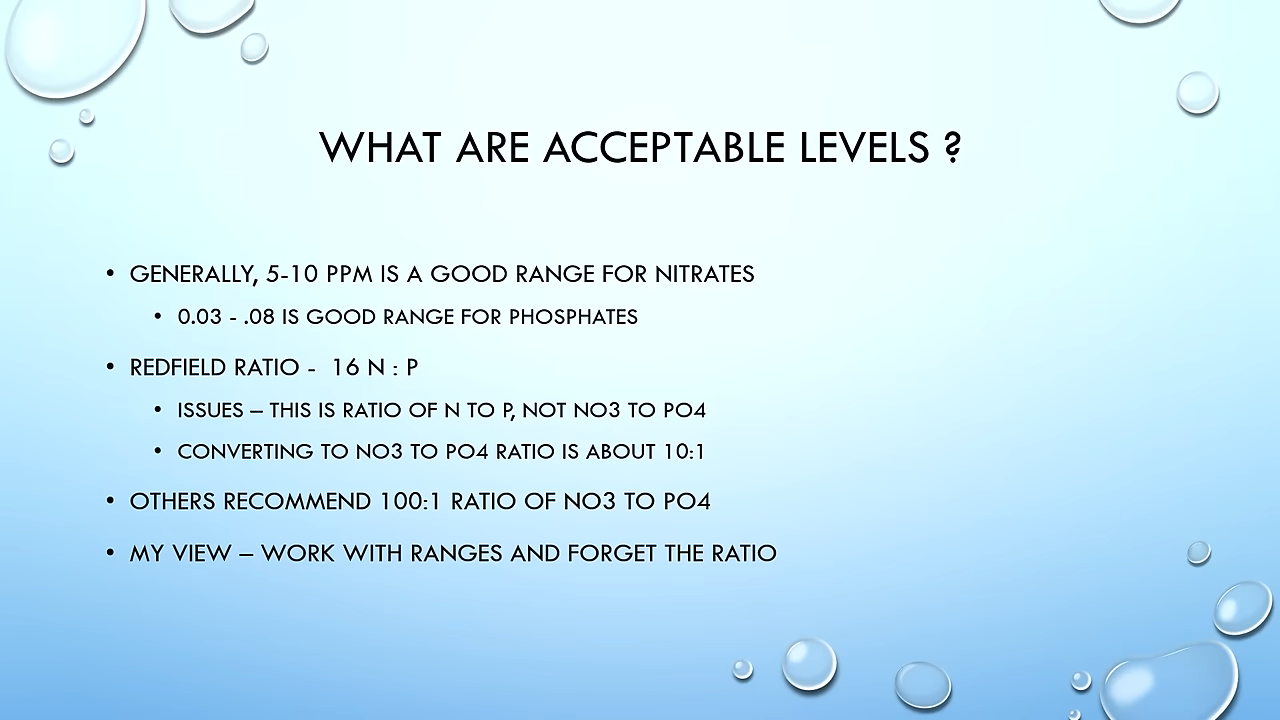 WHAT ARE ACCEPTABLE LEVELS ?
• GENERALLY, 5-10 PPM IS A GOOD RANGE FOR NITRATES
• 0.03 - .08 IS GOOD RANGE FOR PHOSPHATES
• REDFIELD RATIO - 16 N : P
• ISSUES – THIS IS RATIO OF N TO P, NOT NO3 TO PO4
• CONVERTING TO NO3 TO PO4 RATIO IS ABOUT 10:1
• OTHERS RECOMMEND 100:1 RATIO OF NO3 TO PO4
• MY VIEW – WORK WITH RANGES AND FORGET THE RATIO